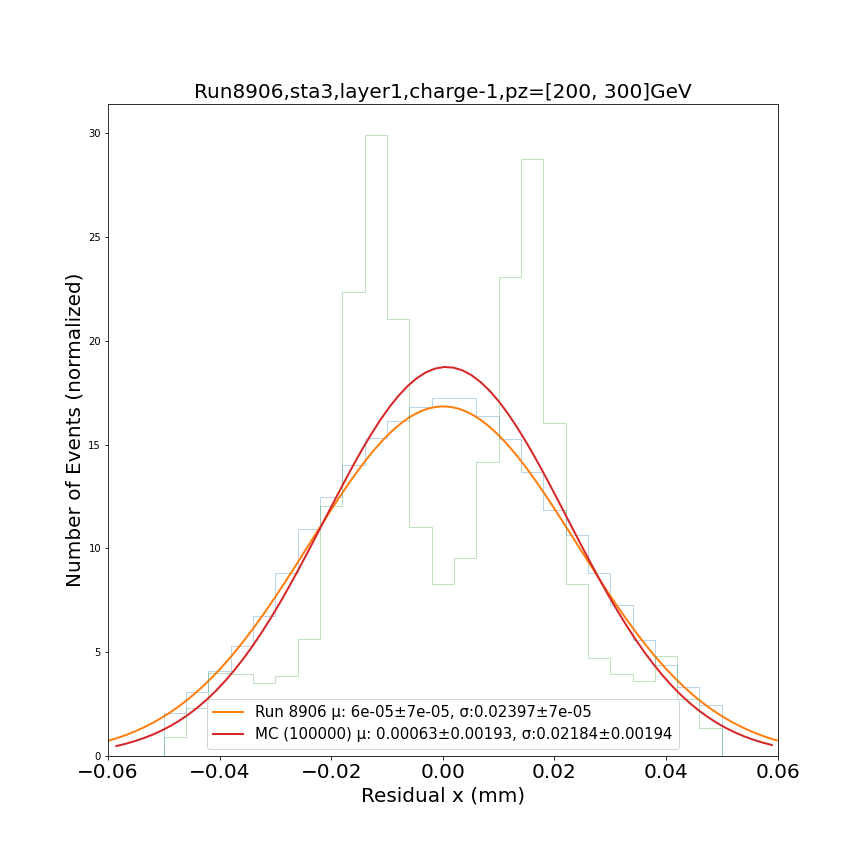 Run8906,sta3,layer1,charge-1,pz=[200, 300]GeV
Number of Events (normalized)
30
25
20
15
10
5
0
Run 8906 μ: 6e-05±7e-05, σ:0.02397±7e-05
MC (100000) μ: 0.00063±0.00193, σ:0.02184±0.00194
−0.06 −0.04 −0.02 0.00 0.02 0.04 0.06
Residual x (mm)